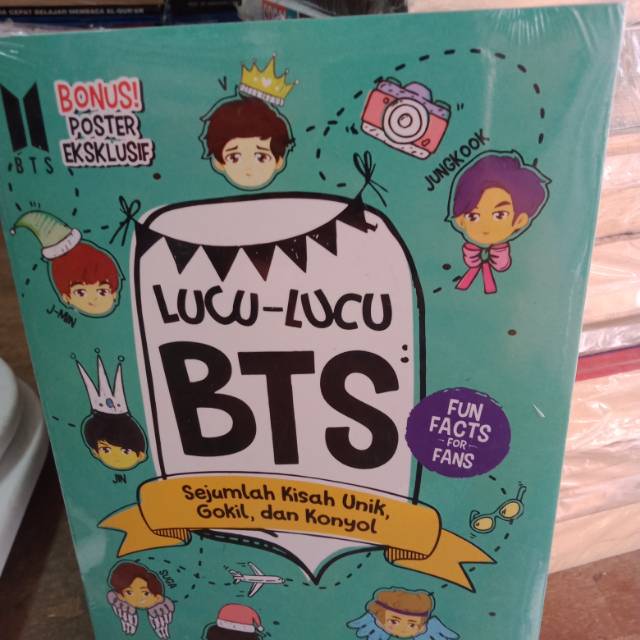 BONUS!
POSTER
EKSKLUSIF
BTS
JUNGKOOK
J-MIN
LUCU-LUCU
BTS
FUN
FACTS
FOR
FANS
JIN
Sejumlah Kisah Unik,
Gokil, dan Konyol
SUGA